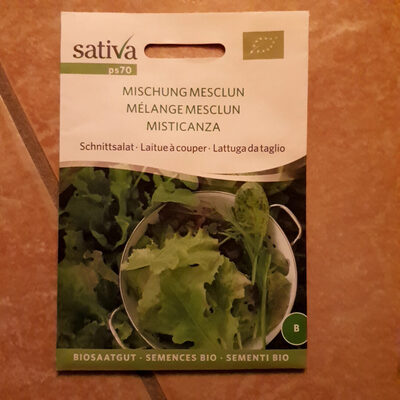 sativa
ps70
MISCHUNG MESCLUN
MÉLANGE MESCLUN
MISTICANZA
Schnittsalat · Laitue à couper · Lattuga da taglio
B
BIOSAATGUT · SEMENCES BIO · SEMENTI BIO